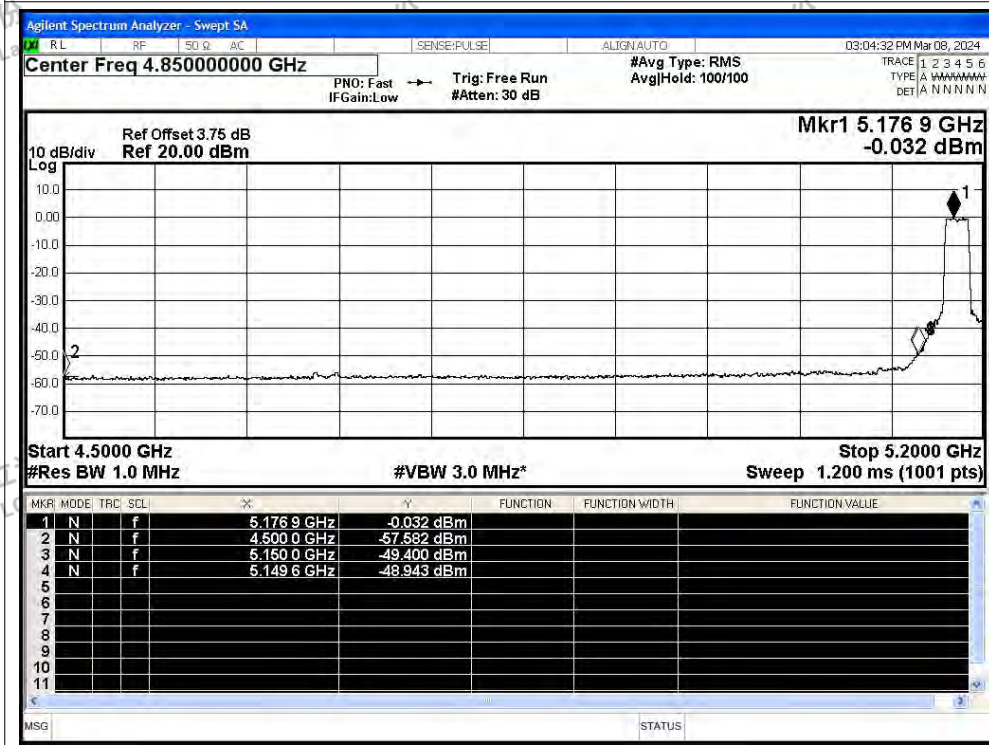 Agilent Spectrum Analyzer - Swept SA
RL RF 50 Ω AC SENSE:PULSE ALIGN AUTO 03:04:32 PM Mar 08, 2024
Center Freq 4.850000000 GHz
PNO: Fast
IFGain:Low
Trig: Free Run
#Atten: 30 dB
#Avg Type: RMS
Avg|Hold: 100/100
TRACE 1 2 3 4 5 6
TYPE A WWWWW
DET A N N N N N
Ref Offset 3.75 dB
10 dB/div Ref 20.00 dBm
Log
Mkr1 5.176 9 GHz
-0.032 dBm
10.0
0.00
-10.0
-20.0
-30.0
-40.0
-50.0
-60.0
-70.0
1
2
Start 4.5000 GHz Stop 5.2000 GHz
#Res BW 1.0 MHz #VBW 3.0 MHz* Sweep 1.200 ms (1001 pts)
MKR MODE TRC SCL X Y FUNCTION FUNCTION WIDTH FUNCTION VALUE
1 N f 5.176 9 GHz -0.032 dBm
2 N f 4.500 0 GHz -57.582 dBm
3 N f 5.150 0 GHz -49.400 dBm
4 N f 5.149 6 GHz -48.943 dBm
5
6
7
8
9
10
11
MSG STATUS